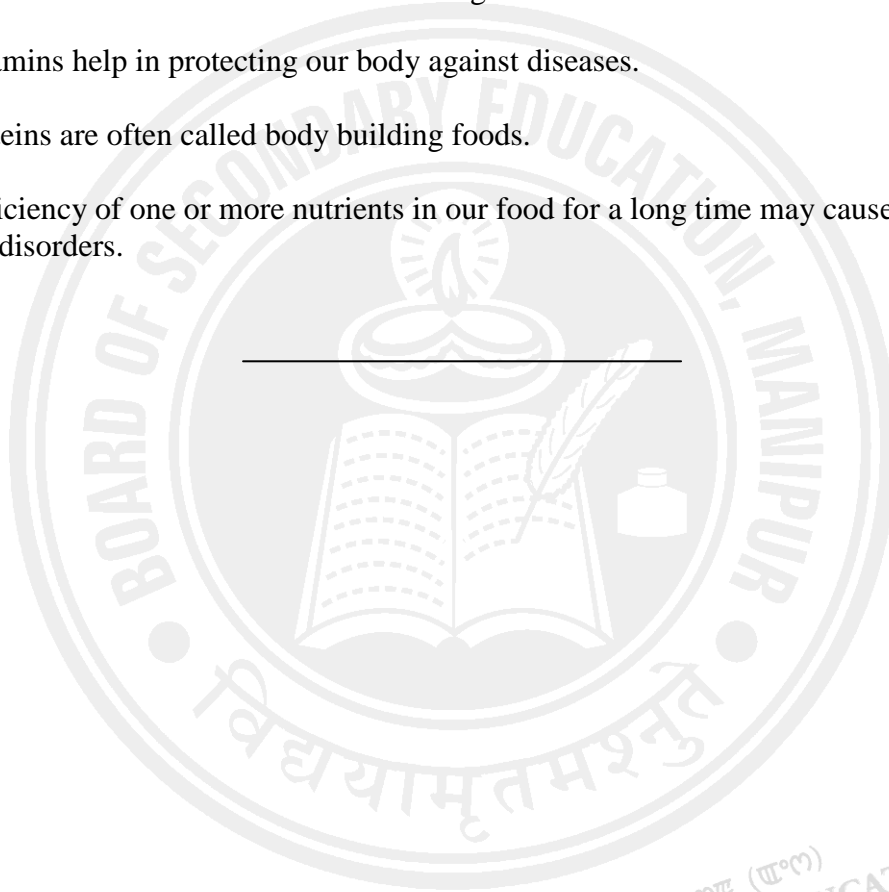 amins help in protecting our body against diseases.
eins are often called body building foods.
iciency of one or more nutrients in our food for a long time may cause
disorders.
BOARD OF SECONDARY EDUCATION, MANIPUR
विद्ययामृतमश्नुते